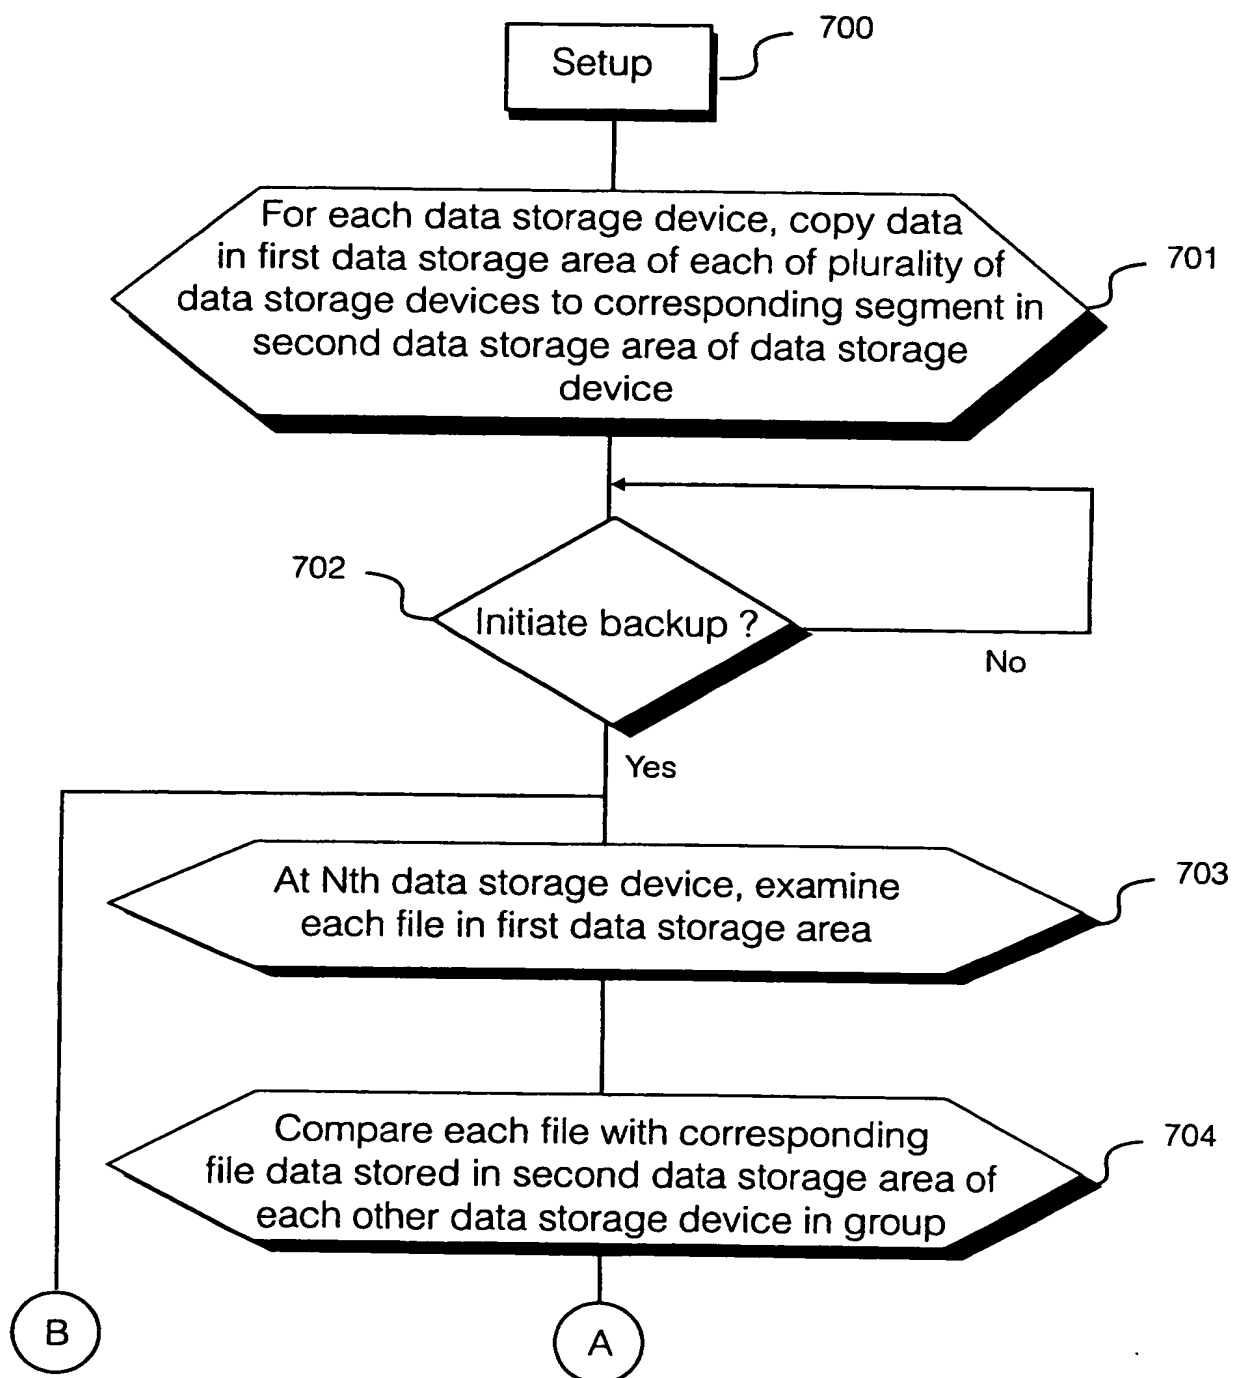 700
Setup
For each data storage device, copy data
in first data storage area of each of plurality of
data storage devices to corresponding segment in
second data storage area of data storage
device
701
702
Initiate backup ?
No
Yes
At Nth data storage device, examine
each file in first data storage area
703
Compare each file with corresponding
file data stored in second data storage area of
each other data storage device in group
704
B
A